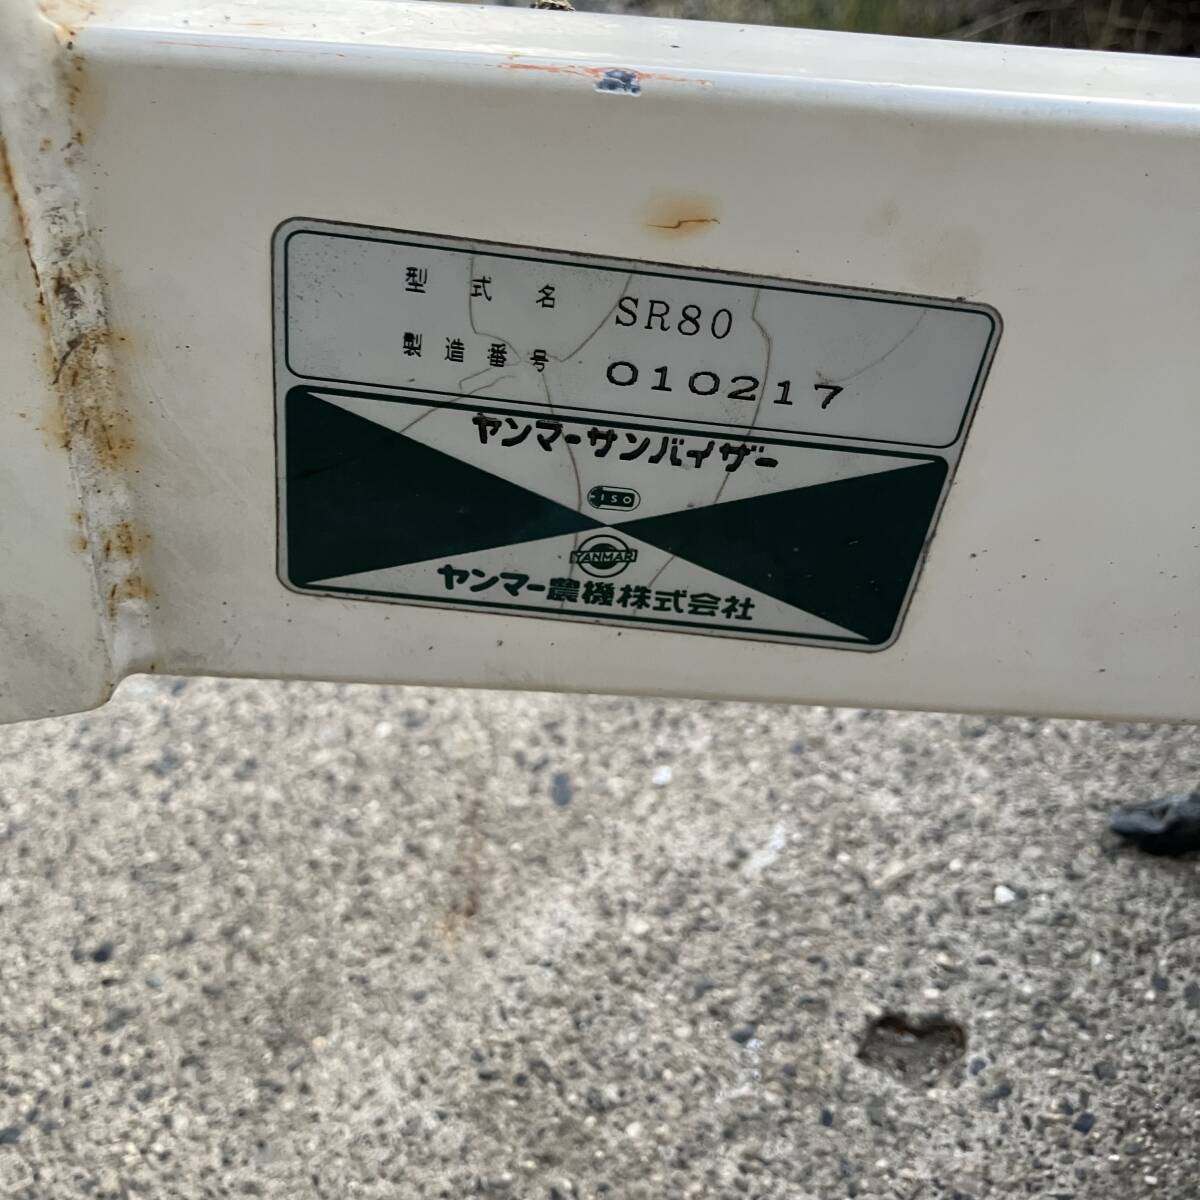 型式名 SR80
製造番号 010217
ヤンマーサンバイザー
ISO
YANMAR
ヤンマー農機株式会社